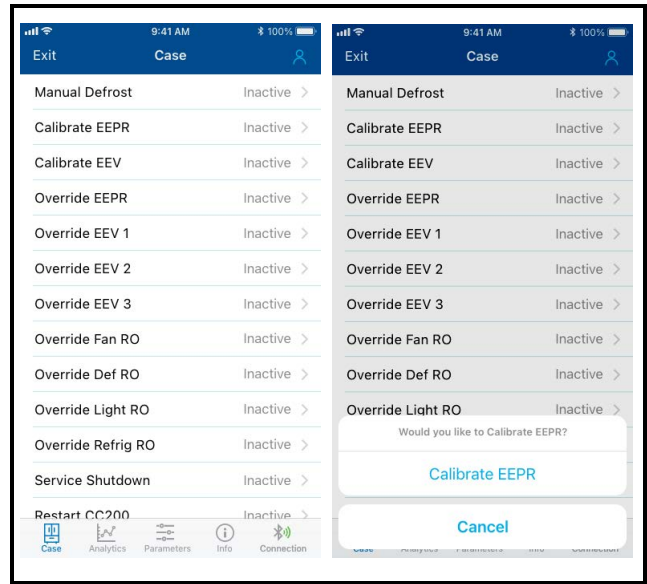 9:41 AM 100%
Exit Case
Manual Defrost Inactive
Calibrate EEPR Inactive
Calibrate EEV Inactive
Override EEPR Inactive
Override EEV 1 Inactive
Override EEV 2 Inactive
Override EEV 3 Inactive
Override Fan RO Inactive
Override Def RO Inactive
Override Light RO Inactive
Override Refrig RO Inactive
Service Shutdown Inactive
Restart CC200 Inactive
Case Analytics Parameters Info Connection
9:41 AM 100%
Exit Case
Manual Defrost Inactive
Calibrate EEPR Inactive
Calibrate EEV Inactive
Override EEPR Inactive
Override EEV 1 Inactive
Override EEV 2 Inactive
Override EEV 3 Inactive
Override Fan RO Inactive
Override Def RO Inactive
Override Light RO Inactive
Would you like to Calibrate EEPR?
Calibrate EEPR
Cancel